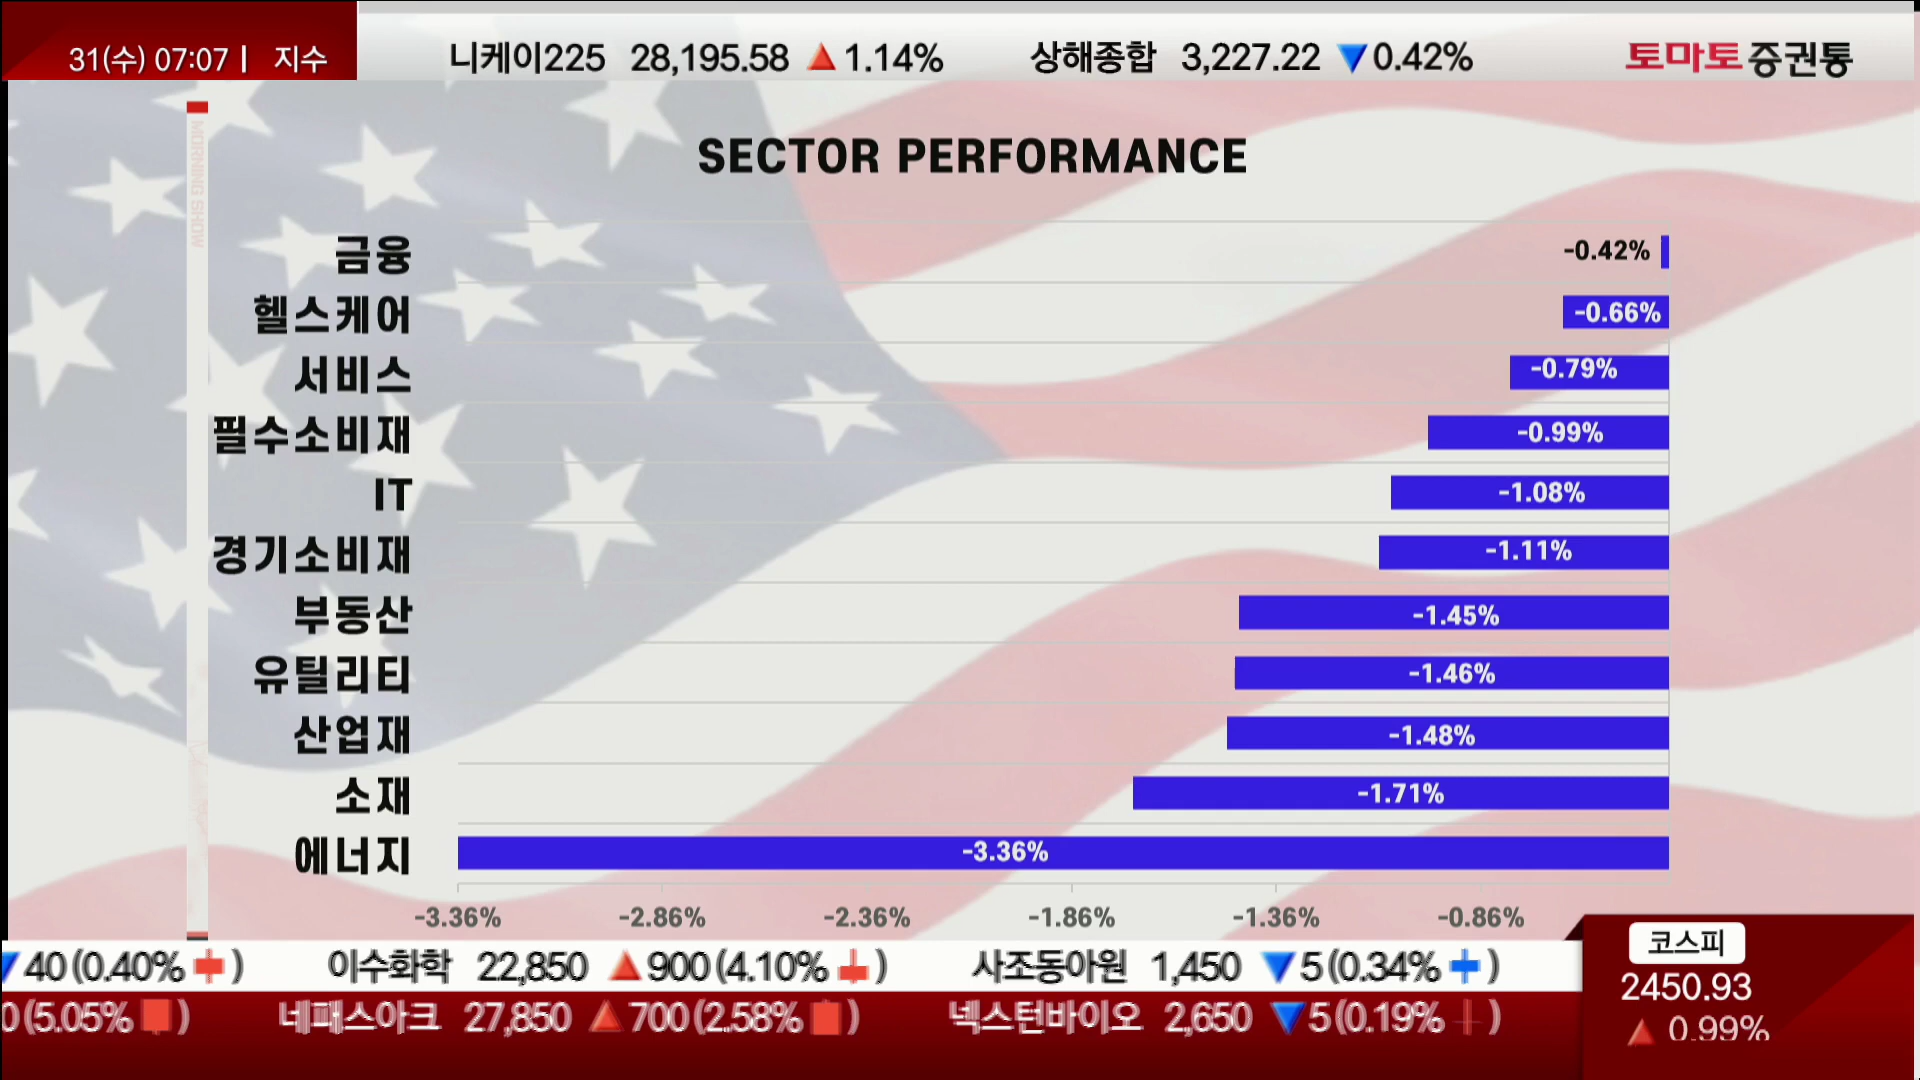 31(수) 07:07 | 지수 니케이225 28,195.58 ▲1.14% 상해종합 3,227.22 ▼0.42% 토마토증권통
MORNING SHOW
SECTOR PERFORMANCE
금융 -0.42%
헬스케어 -0.66%
서비스 -0.79%
필수소비재 -0.99%
IT -1.08%
경기소비재 -1.11%
부동산 -1.45%
유틸리티 -1.46%
산업재 -1.48%
소재 -1.71%
에너지 -3.36%
-3.36% -2.86% -2.36% -1.86% -1.36% -0.86%
▼40(0.40%) 이수화학 22,850 ▲900(4.10%) 사조동아원 1,450 ▼5(0.34%)
0(5.05%) 네패스아크 27,850 ▲700(2.58%) 넥스턴바이오 2,650 ▼5(0.19%)
코스피
2450.93
▲0.99%